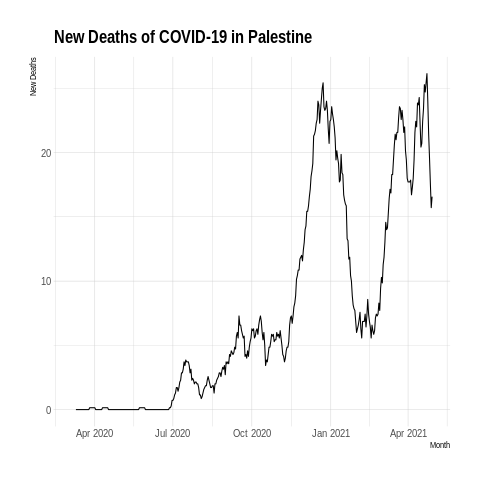 New Deaths of COVID-19 in Palestine
New Deaths
20
10
0
Apr 2020 Jul 2020 Oct 2020 Jan 2021 Apr 2021
Month